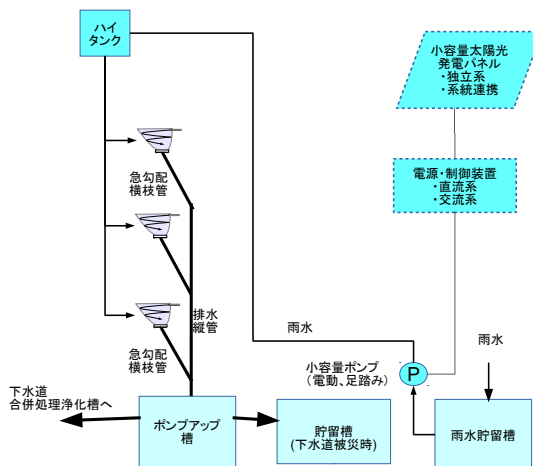 ハイ
タンク
小容量太陽光
発電パネル
・独立系
・系統連携
電源・制御装置
・直流系
・交流系
急勾配
横枝管
排水
縦管
急勾配
横枝管
雨水
雨水
小容量ポンプ
（電動、足踏み）
P
下水道
合併処理浄化槽へ
ポンプアップ
槽
貯留槽
(下水道被災時)
雨水貯留槽